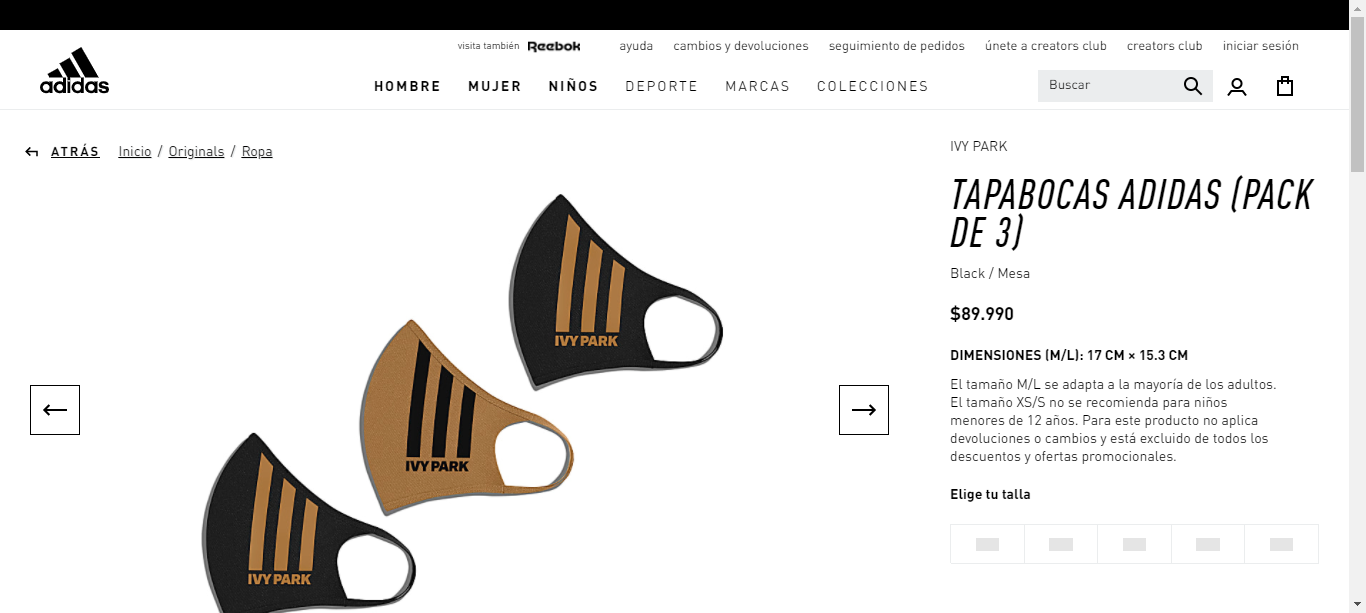 visita también Reebok ayuda cambios y devoluciones seguimiento de pedidos únete a creators club creators club iniciar sesión
adidas
HOMBRE MUJER NIÑOS DEPORTE MARCAS COLECCIONES
Buscar
ATRÁS Inicio / Originals / Ropa
IVY PARK
IVY PARK
IVY PARK
IVY PARK
TAPABOCAS ADIDAS (PACK
DE 3)
Black / Mesa
$89.990
DIMENSIONES (M/L): 17 CM × 15.3 CM
El tamaño M/L se adapta a la mayoría de los adultos.
El tamaño XS/S no se recomienda para niños
menores de 12 años. Para este producto no aplica
devoluciones o cambios y está excluido de todos los
descuentos y ofertas promocionales.
Elige tu talla